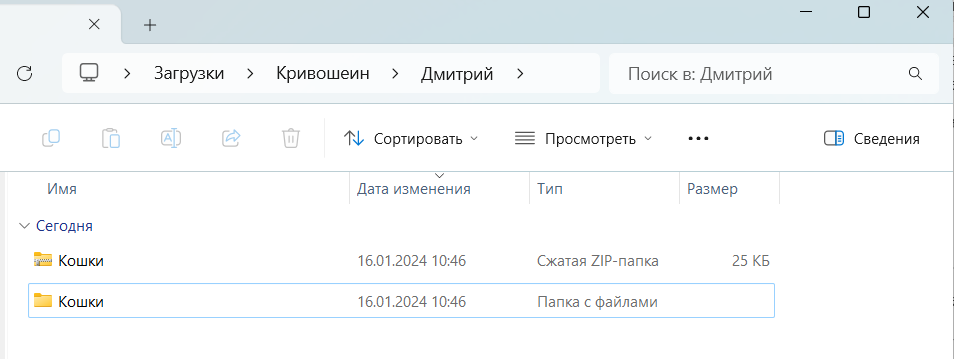 Загрузки > Кривошеин > Дмитрий >
Поиск в: Дмитрий
Сортировать Просмотреть Сведения
Имя Дата изменения Тип Размер
Сегодня
Кошки 16.01.2024 10:46 Сжатая ZIP-папка 25 КБ
Кошки 16.01.2024 10:46 Папка с файлами